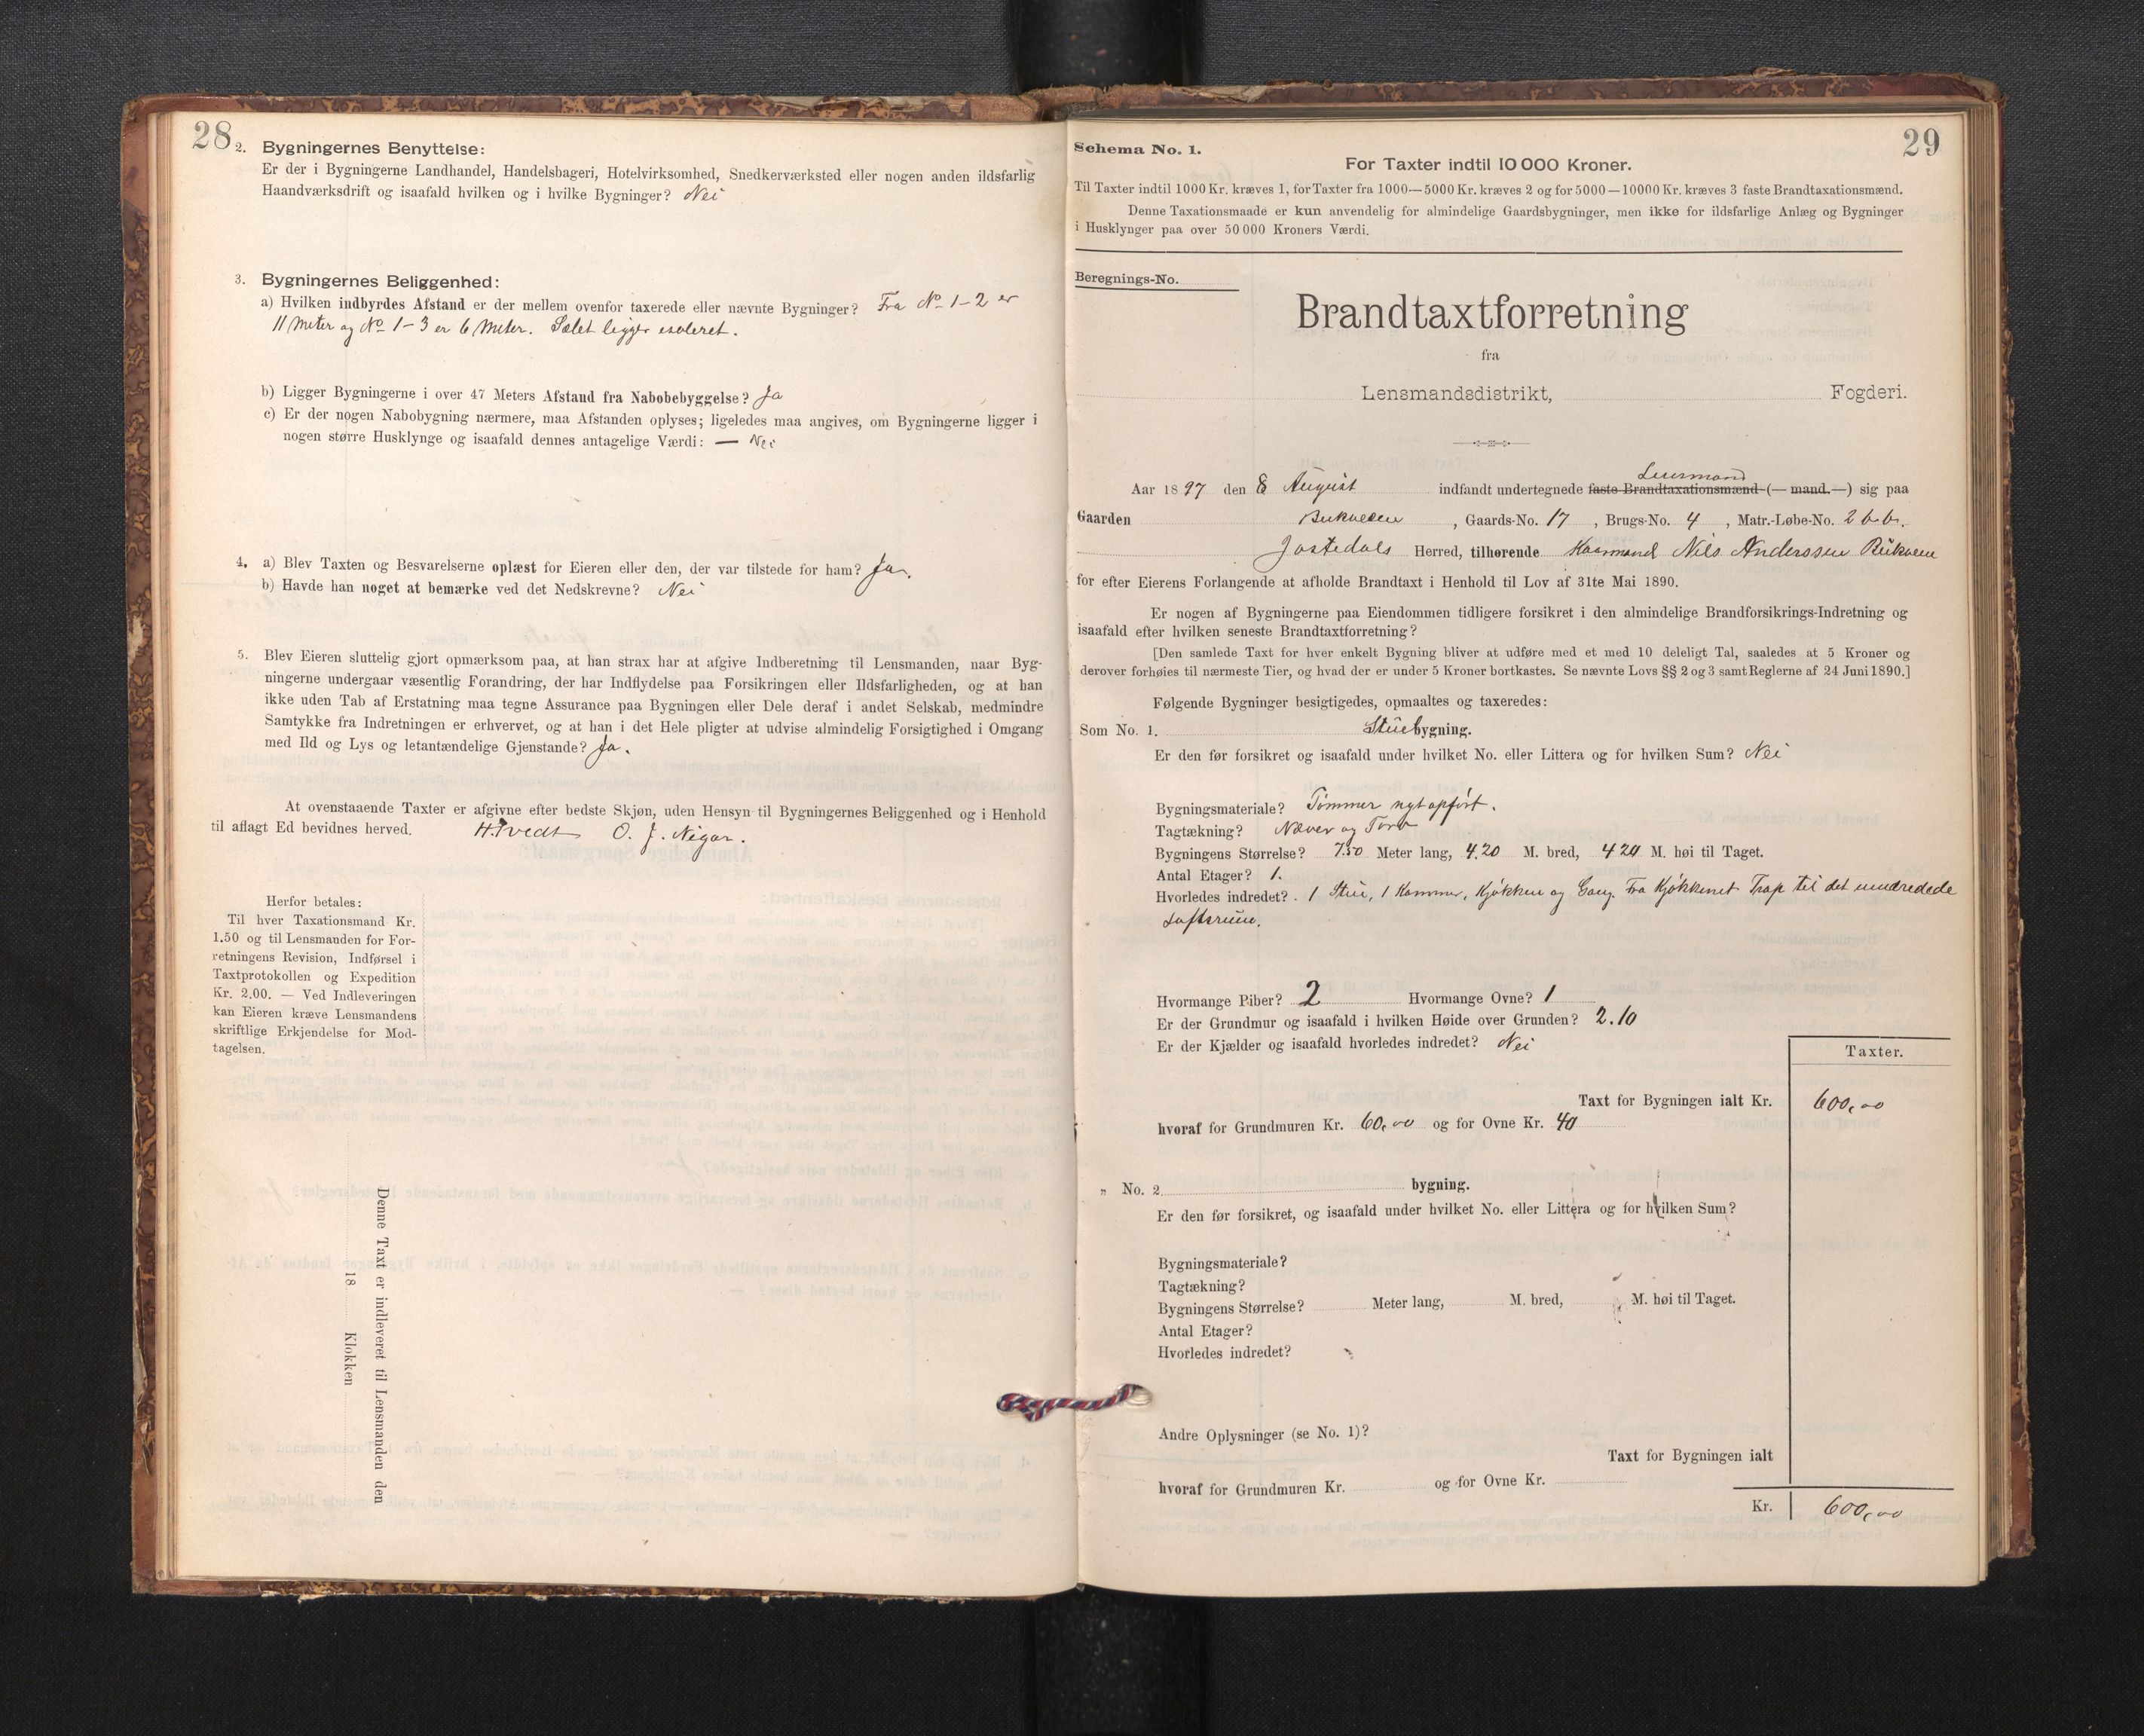 28
2. Bygningernes Benyttelse:
Er der i Bygningerne Landhandel, Handelsbageri, Hotelvirksomhed, Snedkerværksted eller nogen anden ildsfarlig
Haandværksdrift og isaafald hvilken og i hvilke Bygninger? Nei
3. Bygningernes Beliggenhed:
a) Hvilken indbyrdes Afstand er der mellem ovenfor taxerede eller nævnte Bygninger? Fra No 1-2 er
11 Meter og No 1-3 er 6 Meter. Sælet ligger isoleret.
b) Ligger Bygningerne i over 47 Meters Afstand fra Nabobebyggelse? Ja
c) Er der nogen Nabobygning nærmere, maa Afstanden oplyses; ligeledes maa angives, om Bygningerne ligger i
nogen større Husklynge og isaafald dennes antagelige Værdi: — Nei
4. a) Blev Taxten og Besvarelserne oplæst for Eieren eller den, der var tilstede for ham? Ja.
b) Havde han noget at bemærke ved det Nedskrevne? Nei
5. Blev Eieren sluttelig gjort opmærksom paa, at han strax har at afgive Indberetning til Lensmanden, naar Byg-
ningerne undergaar væsentlig Forandring, der har Indflydelse paa Forsikringen eller Ildsfarligheden, og at han
ikke uden Tab af Erstatning maa tegne Assurance paa Bygningen eller Dele deraf i andet Selskab, medmindre
Samtykke fra Indretningen er erhvervet, og at han i det Hele pligter at udvise almindelig Forsigtighed i Omgang
med Ild og Lys og letantændelige Gjenstande? Ja.
At ovenstaaende Taxter er afgivne efter bedste Skjøn, uden Hensyn til Bygningernes Beliggenhed og i Henhold
til aflagt Ed bevidnes herved. H. Kvedt O. J. Nigar.
Herfor betales:
Til hver Taxationsmand Kr.
1.50 og til Lensmanden for For-
retningens Revision, Indførsel i
Taxtprotokollen og Expedition
Kr. 2.00. — Ved Indleveringen
kan Eieren kræve Lensmandens
skriftlige Erkjendelse for Mod-
tagelsen.
Denne Taxt er indleveret til Lensmanden den
18 Klokken
29
Schema No. 1.
For Taxter indtil 10 000 Kroner.
Til Taxter indtil 1000 Kr. kræves 1, for Taxter fra 1000—5000 Kr. kræves 2 og for 5000—10000 Kr. kræves 3 faste Brandtaxationsmænd.
Denne Taxationsmaade er kun anvendelig for almindelige Gaardsbygninger, men ikke for ildsfarlige Anlæg og Bygninger
i Husklynger paa over 50 000 Kroners Værdi.
Beregnings-No.
Brandtaxtforretning
fra
Lensmandsdistrikt, Fogderi.
Lensmand
Aar 1897 den 8 August indfandt undertegnede faste Brandtaxationsmænd (— mand. —) sig paa
Gaarden Bukveen, Gaards-No. 17, Brugs-No. 4, Matr.-Løbe-No. 2 b b.
Jostedals Herred, tilhørende Kaarmand Nils Anderssen Bukveen
for efter Eierens Forlangende at afholde Brandtaxt i Henhold til Lov af 31te Mai 1890.
Er nogen af Bygningerne paa Eiendommen tidligere forsikret i den almindelige Brandforsikrings-Indretning og
isaafald efter hvilken seneste Brandtaxtforretning?
[Den samlede Taxt for hver enkelt Bygning bliver at udføre med et med 10 deleligt Tal, saaledes at 5 Kroner og
derover forhøies til nærmeste Tier, og hvad der er under 5 Kroner bortkastes. Se nævnte Lovs §§ 2 og 3 samt Reglerne af 24 Juni 1890.]
Følgende Bygninger besigtigedes, opmaaltes og taxeredes:
Som No. 1. Stuebygning.
Er den før forsikret og isaafald under hvilket No. eller Littera og for hvilken Sum? Nei
Bygningsmateriale? Tømmer nyt opført.
Tagtækning? Næver og Torv
Bygningens Størrelse? 7.50 Meter lang, 4.20 M. bred, 4 20 M. høi til Taget.
Antal Etager? 1.
Hvorledes indredet? 1 Stue, 1 Kammer, Kjøkken og Gang. Fra Kjøkkenet Trap til det uindredede
Loftsrum.
Hvormange Piber? 2 Hvormange Ovne? 1
Er der Grundmur og isaafald i hvilken Høide over Grunden? 2.10
Er der Kjælder og isaafald hvorledes indredet? Nei
Taxter.
Taxt for Bygningen ialt Kr. 600,00
hvoraf for Grundmuren Kr. 60,00 og for Ovne Kr. 40
„ No. 2 bygning.
Er den før forsikret, og isaafald under hvilket No. eller Littera og for hvilken Sum?
Bygningsmateriale?
Tagtækning?
Bygningens Størrelse? Meter lang, M. bred, M. høi til Taget.
Antal Etager?
Hvorledes indredet?
Andre Oplysninger (se No. 1)?
Taxt for Bygningen ialt
hvoraf for Grundmuren Kr. og for Ovne Kr.
Kr. 600,00